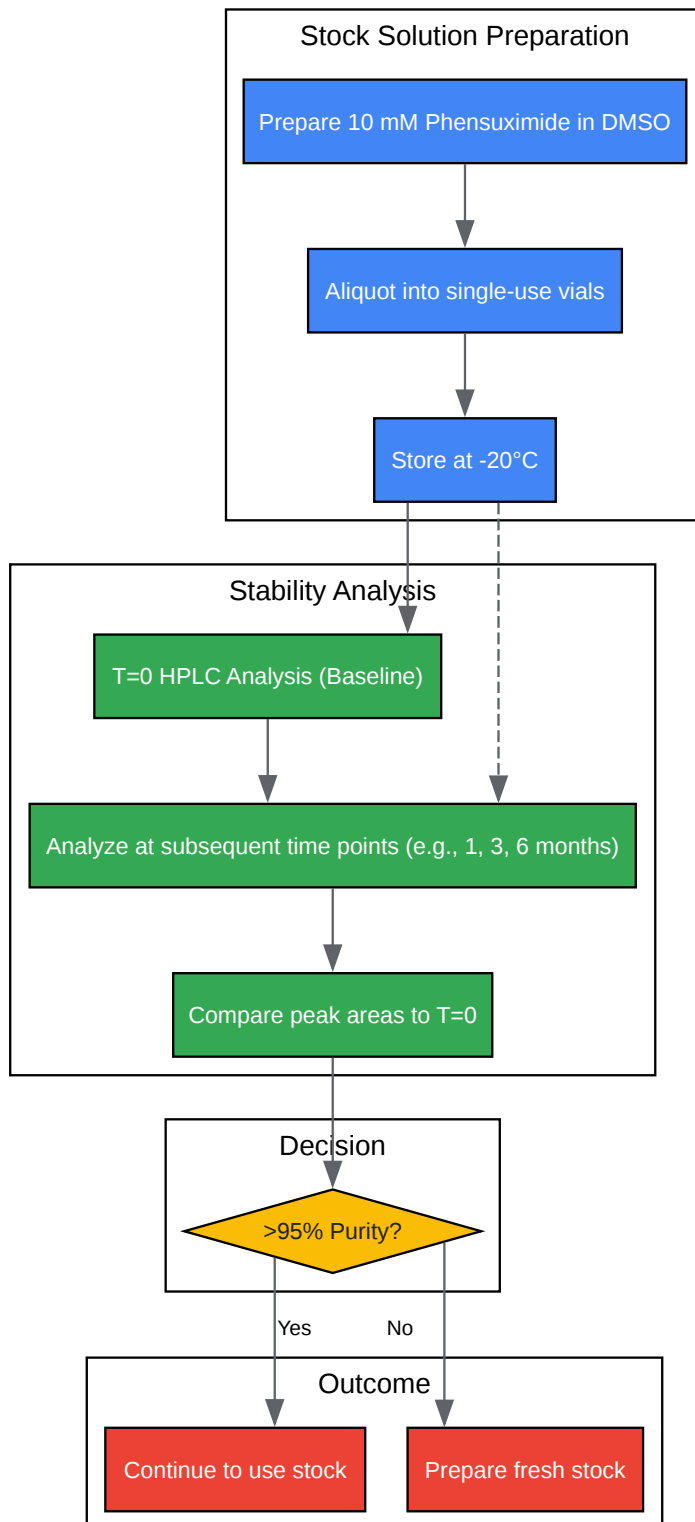 Stock Solution Preparation
Prepare 10 mM Phensuximide in DMSO
Aliquot into single-use vials
Store at -20°C
Stability Analysis
T=0 HPLC Analysis (Baseline)
Analyze at subsequent time points (e.g., 1, 3, 6 months)
Compare peak areas to T=0
Decision
>95% Purity?
Yes
No
Outcome
Continue to use stock
Prepare fresh stock